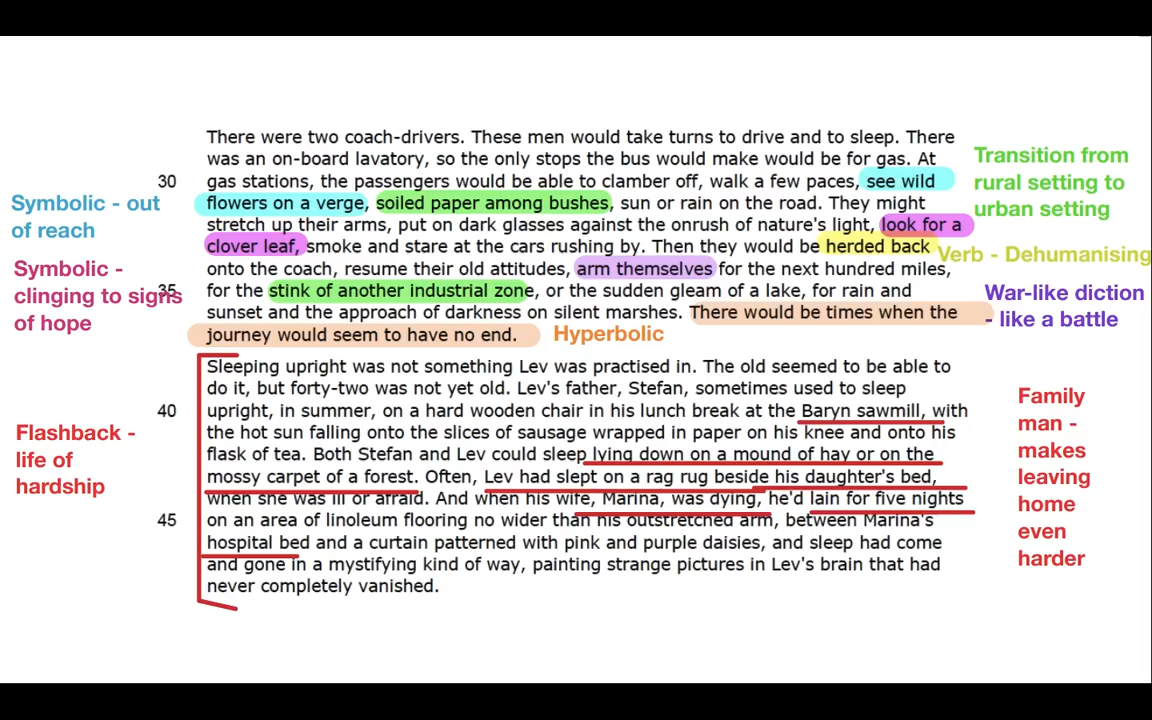 There were two coach-drivers. These men would take turns to drive and to sleep. There
was an on-board lavatory, so the only stops the bus would make would be for gas. At
30 gas stations, the passengers would be able to clamber off, walk a few paces, see wild
flowers on a verge, soiled paper among bushes, sun or rain on the road. They might
stretch up their arms, put on dark glasses against the onrush of nature's light, look for a
clover leaf, smoke and stare at the cars rushing by. Then they would be herded back
onto the coach, resume their old attitudes, arm themselves for the next hundred miles,
35 for the stink of another industrial zone, or the sudden gleam of a lake, for rain and
sunset and the approach of darkness on silent marshes. There would be times when the
journey would seem to have no end.
Sleeping upright was not something Lev was practised in. The old seemed to be able to
do it, but forty-two was not yet old. Lev's father, Stefan, sometimes used to sleep
40 upright, in summer, on a hard wooden chair in his lunch break at the Baryn sawmill, with
the hot sun falling onto the slices of sausage wrapped in paper on his knee and onto his
flask of tea. Both Stefan and Lev could sleep lying down on a mound of hay or on the
mossy carpet of a forest. Often, Lev had slept on a rag rug beside his daughter's bed,
when she was ill or afraid. And when his wife, Marina, was dying, he'd lain for five nights
45 on an area of linoleum flooring no wider than his outstretched arm, between Marina's
hospital bed and a curtain patterned with pink and purple daisies, and sleep had come
and gone in a mystifying kind of way, painting strange pictures in Lev's brain that had
never completely vanished.
Symbolic - out
of reach
Symbolic -
clinging to signs
of hope
Flashback -
life of
hardship
Hyperbolic
Transition from
rural setting to
urban setting
Verb - Dehumanising
War-like diction
- like a battle
Family
man -
makes
leaving
home
even
harder